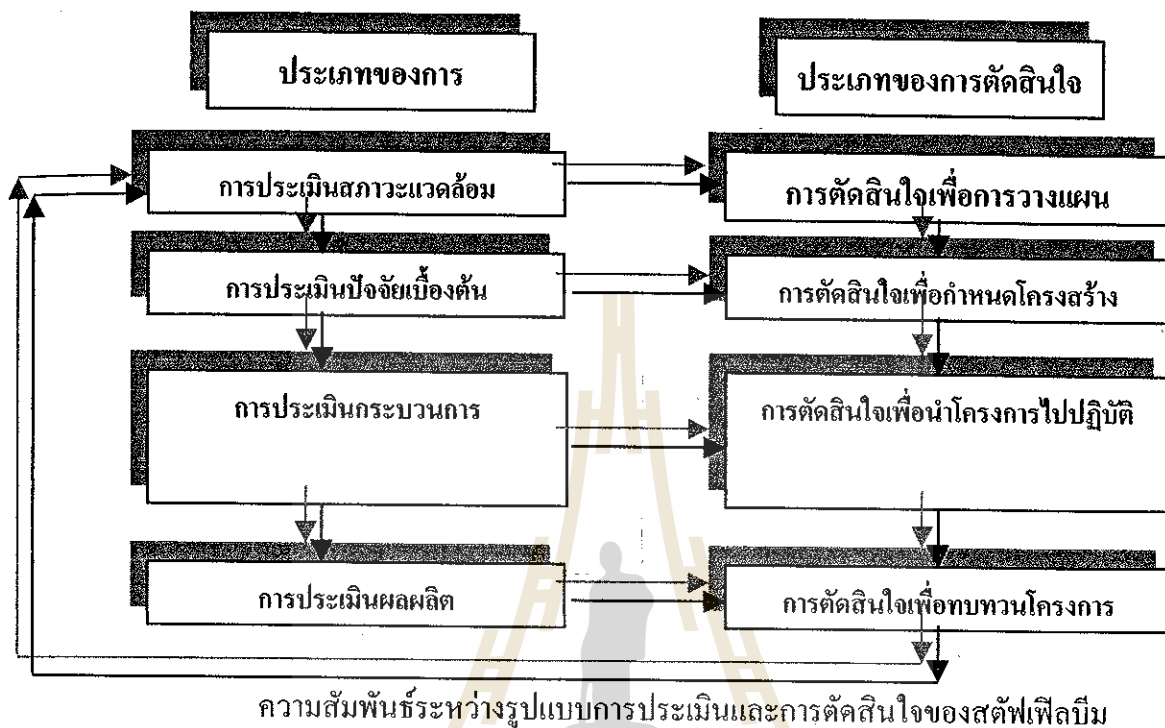 ประเภทของการ
ประเภทของการตัดสินใจ
การประเมินสภาวะแวดล้อม
การตัดสินใจเพื่อการวางแผน
การประเมินปัจจัยเบื้องต้น
การตัดสินใจเพื่อกำหนดโครงสร้าง
การประเมินกระบวนการ
การตัดสินใจเพื่อนำโครงการไปปฏิบัติ
การประเมินผลผลิต
การตัดสินใจเพื่อทบทวนโครงการ
ความสัมพันธ์ระหว่างรูปแบบการประเมินและการตัดสินใจของสตัฟเฟิลบีม